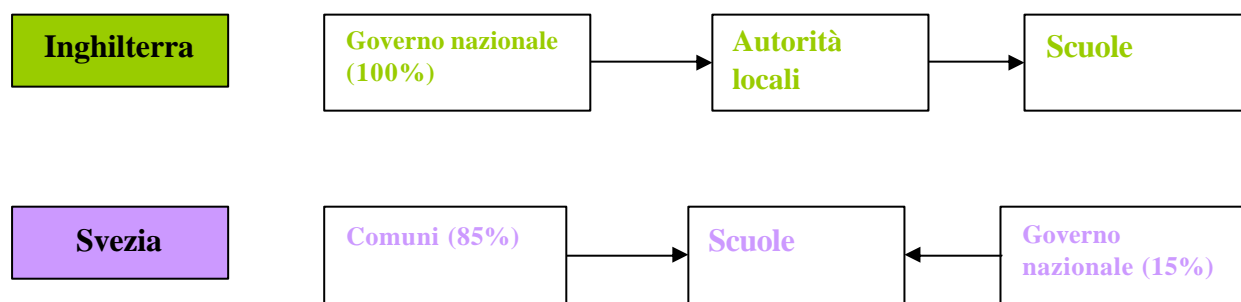 Inghilterra
Governo nazionale
(100%)
Autorità
locali
Scuole
Svezia
Comuni (85%)
Scuole
Governo
nazionale (15%)